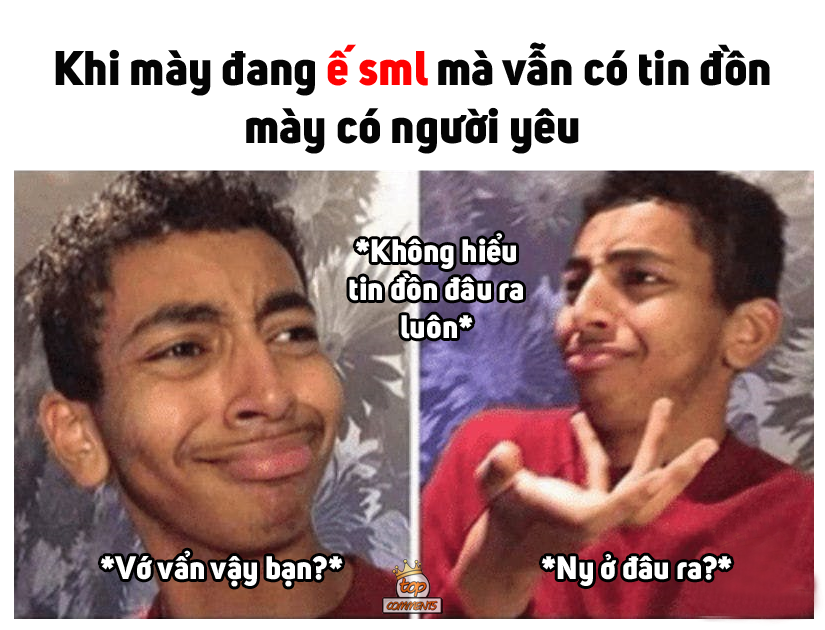 Khi mày đang ế sml mà vẫn có tin đồn
mày có người yêu
*Không hiểu
tin đồn đâu ra
luôn*
*Vớ vẩn vậy bạn?*
*Ny ở đâu ra?*
top
COMMENTS